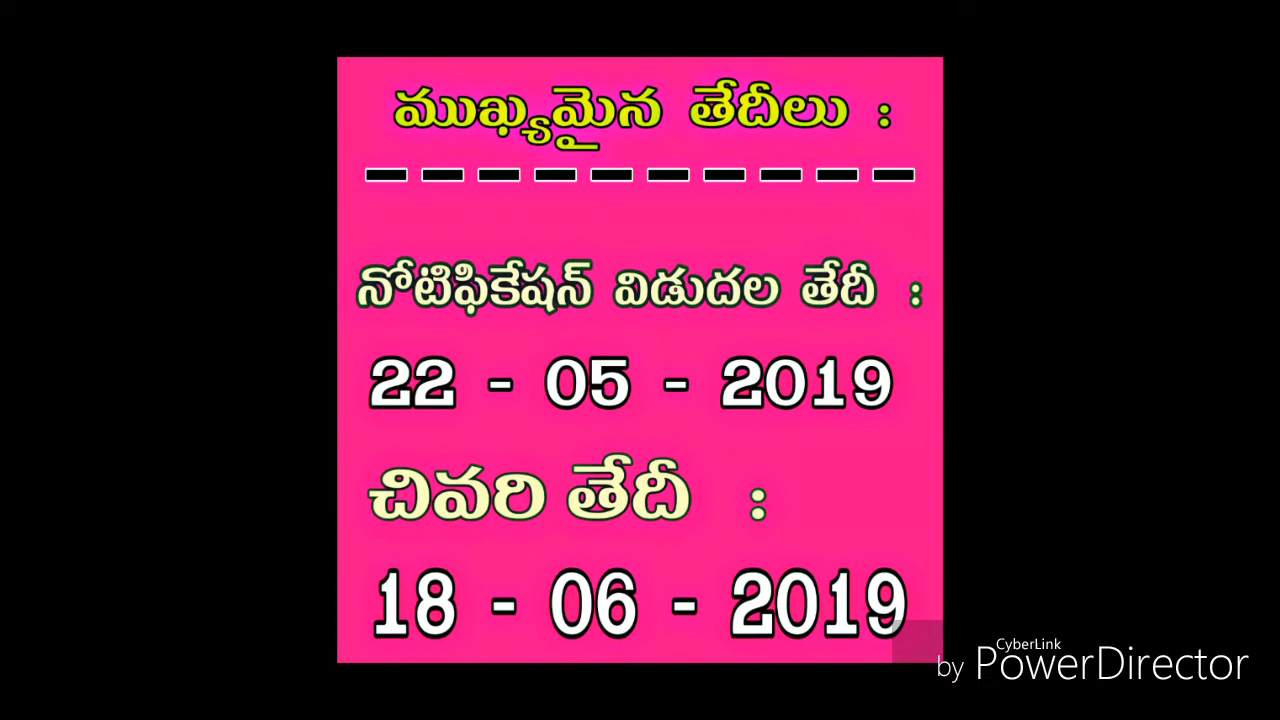 ముఖ్యమైన తేదీలు :
నోటిఫికేషన్ విడుదల తేదీ :
22 - 05 - 2019
చివరి తేదీ :
18 - 06 - 2019
CyberLink
by PowerDirector